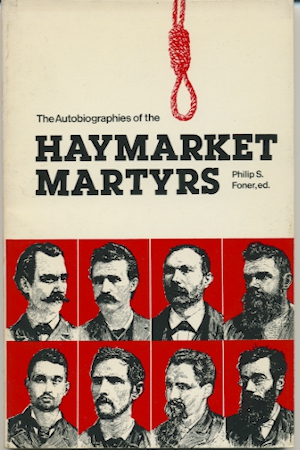 The Autobiographies of the
HAYMARKET
MARTYRS
Philip S.
Foner, ed.